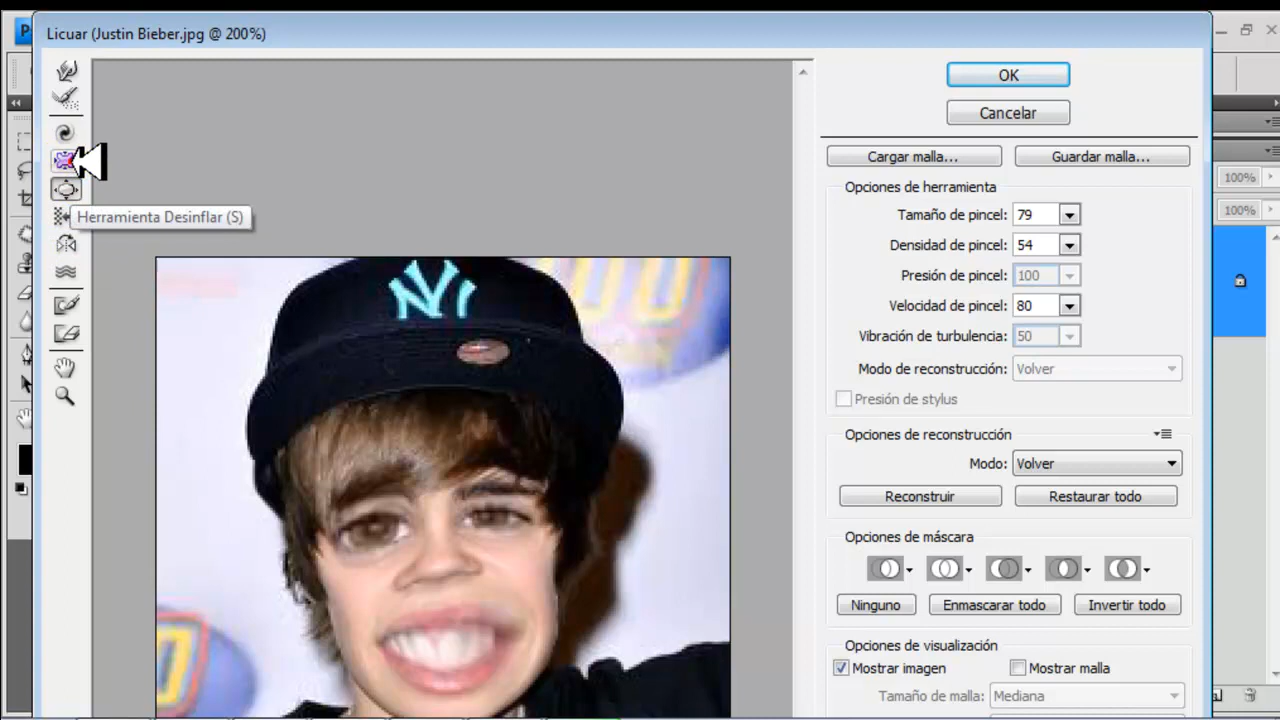 Licuar (Justin Bieber.jpg @ 200%)
OK
Cancelar
Cargar malla...
Guardar malla...
Opciones de herramienta
Tamaño de pincel: 79
Densidad de pincel: 54
Presión de pincel: 100
Velocidad de pincel: 80
Vibración de turbulencia: 50
Modo de reconstrucción: Volver
Presión de stylus
Opciones de reconstrucción
Modo: Volver
Reconstruir
Restaurar todo
Opciones de máscara
Ninguno
Enmascarar todo
Invertir todo
Opciones de visualización
Mostrar imagen
Mostrar malla
Tamaño de malla: Mediana
Herramienta Desinflar (S)
NY
100%
100%